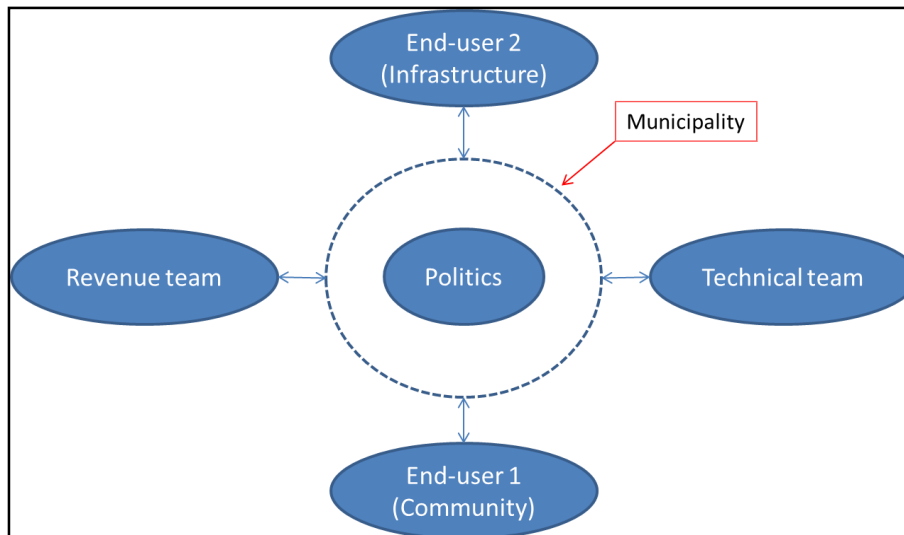 End-user 2
(Infrastructure)
Municipality
Revenue team
Politics
Technical team
End-user 1
(Community)